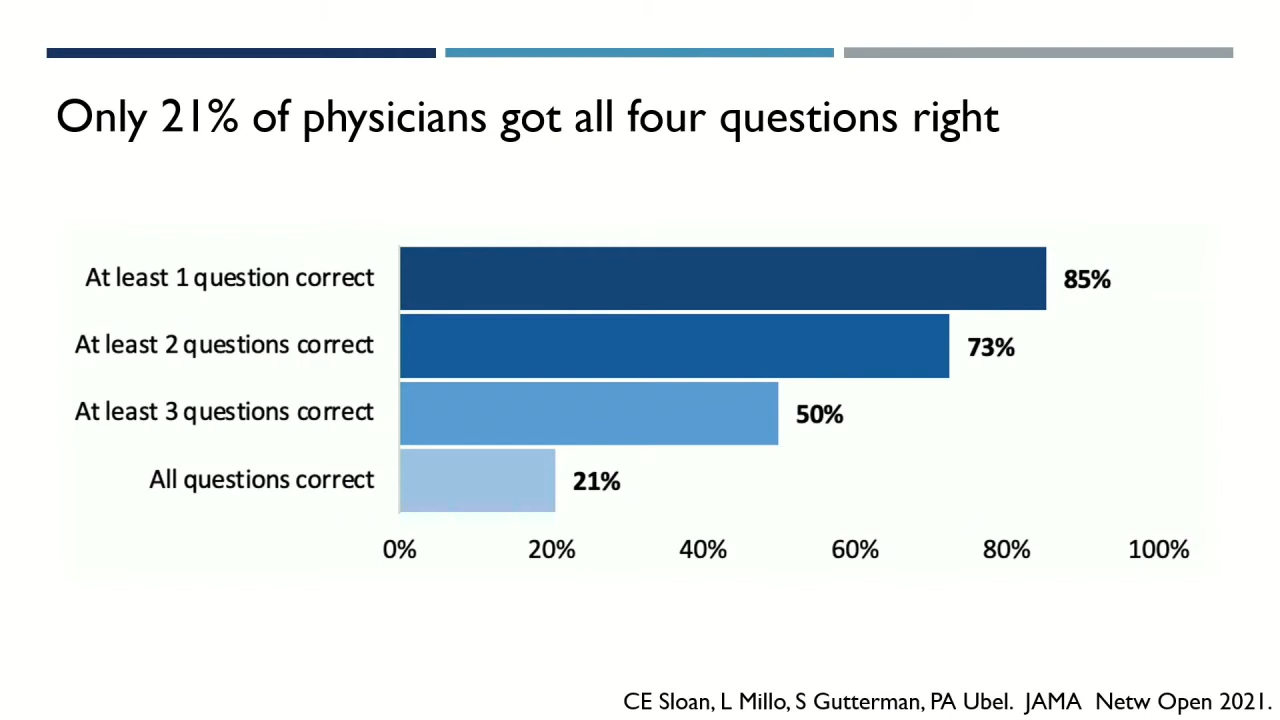 Only 21% of physicians got all four questions right
At least 1 question correct
85%
At least 2 questions correct
73%
At least 3 questions correct
50%
All questions correct
21%
0% 20% 40% 60% 80% 100%
CE Sloan, L Millo, S Gutterman, PA Ubel. JAMA Netw Open 2021.